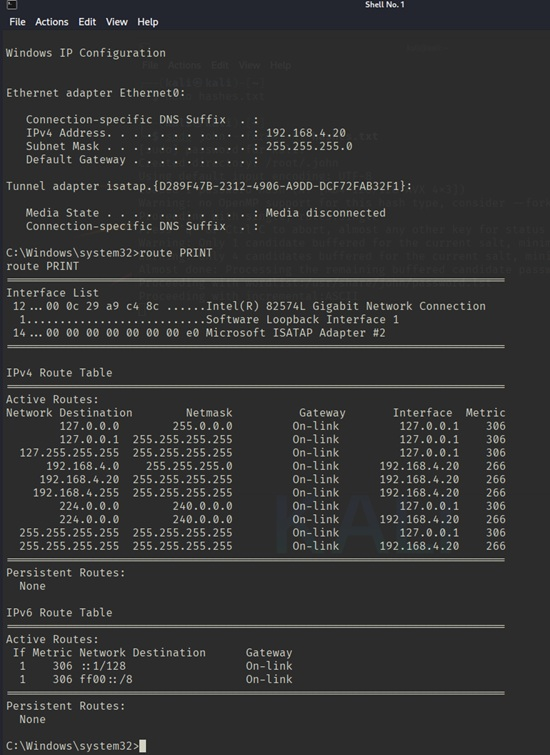 Shell No. 1
File Actions Edit View Help
Windows IP Configuration
Ethernet adapter Ethernet0:
Connection-specific DNS Suffix . :
IPv4 Address. . . . . . . . . . . : 192.168.4.20
Subnet Mask . . . . . . . . . . . : 255.255.255.0
Default Gateway . . . . . . . . . :
Tunnel adapter isatap.{D289F47B-2312-4906-A9DD-DCF72FAB32F1}:
Media State . . . . . . . . . . . : Media disconnected
Connection-specific DNS Suffix . :
C:\Windows\system32>route PRINT
route PRINT
===========================================================================
Interface List
12...00 0c 29 a9 c4 8c ......Intel(R) 82574L Gigabit Network Connection
1...........................Software Loopback Interface 1
14...00 00 00 00 00 00 00 e0 Microsoft ISATAP Adapter #2
===========================================================================
IPv4 Route Table
===========================================================================
Active Routes:
Network Destination Netmask Gateway Interface Metric
127.0.0.0 255.0.0.0 On-link 127.0.0.1 306
127.0.0.1 255.255.255.255 On-link 127.0.0.1 306
127.255.255.255 255.255.255.255 On-link 127.0.0.1 306
192.168.4.0 255.255.255.0 On-link 192.168.4.20 266
192.168.4.20 255.255.255.255 On-link 192.168.4.20 266
192.168.4.255 255.255.255.255 On-link 192.168.4.20 266
224.0.0.0 240.0.0.0 On-link 127.0.0.1 306
224.0.0.0 240.0.0.0 On-link 192.168.4.20 266
255.255.255.255 255.255.255.255 On-link 127.0.0.1 306
255.255.255.255 255.255.255.255 On-link 192.168.4.20 266
===========================================================================
Persistent Routes:
None
IPv6 Route Table
===========================================================================
Active Routes:
If Metric Network Destination Gateway
1 306 ::1/128 On-link
1 306 ff00::/8 On-link
===========================================================================
Persistent Routes:
None
C:\Windows\system32>